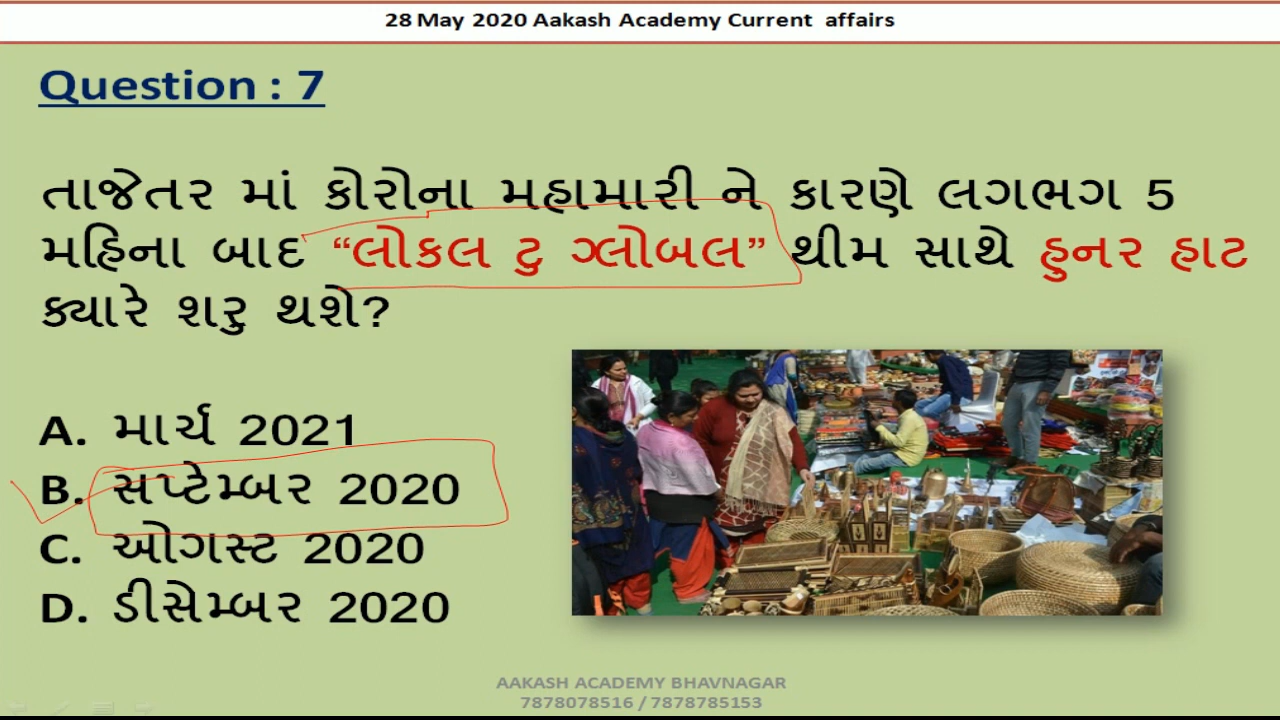 28 May 2020 Aakash Academy Current affairs
Question : 7
તાજેતર માં કોરોના મહામારી ને કારણે લગભગ 5
મહિના બાદ “લોકલ ટુ ગ્લોબલ” થીમ સાથે હુનર હાટ
ક્યારે શરુ થશે?
A. માર્ચ 2021
B. સપ્ટેમ્બર 2020
C. ઓગસ્ટ 2020
D. ડીસેમ્બર 2020
AAKASH ACADEMY BHAVNAGAR
7878078516 / 7878785153